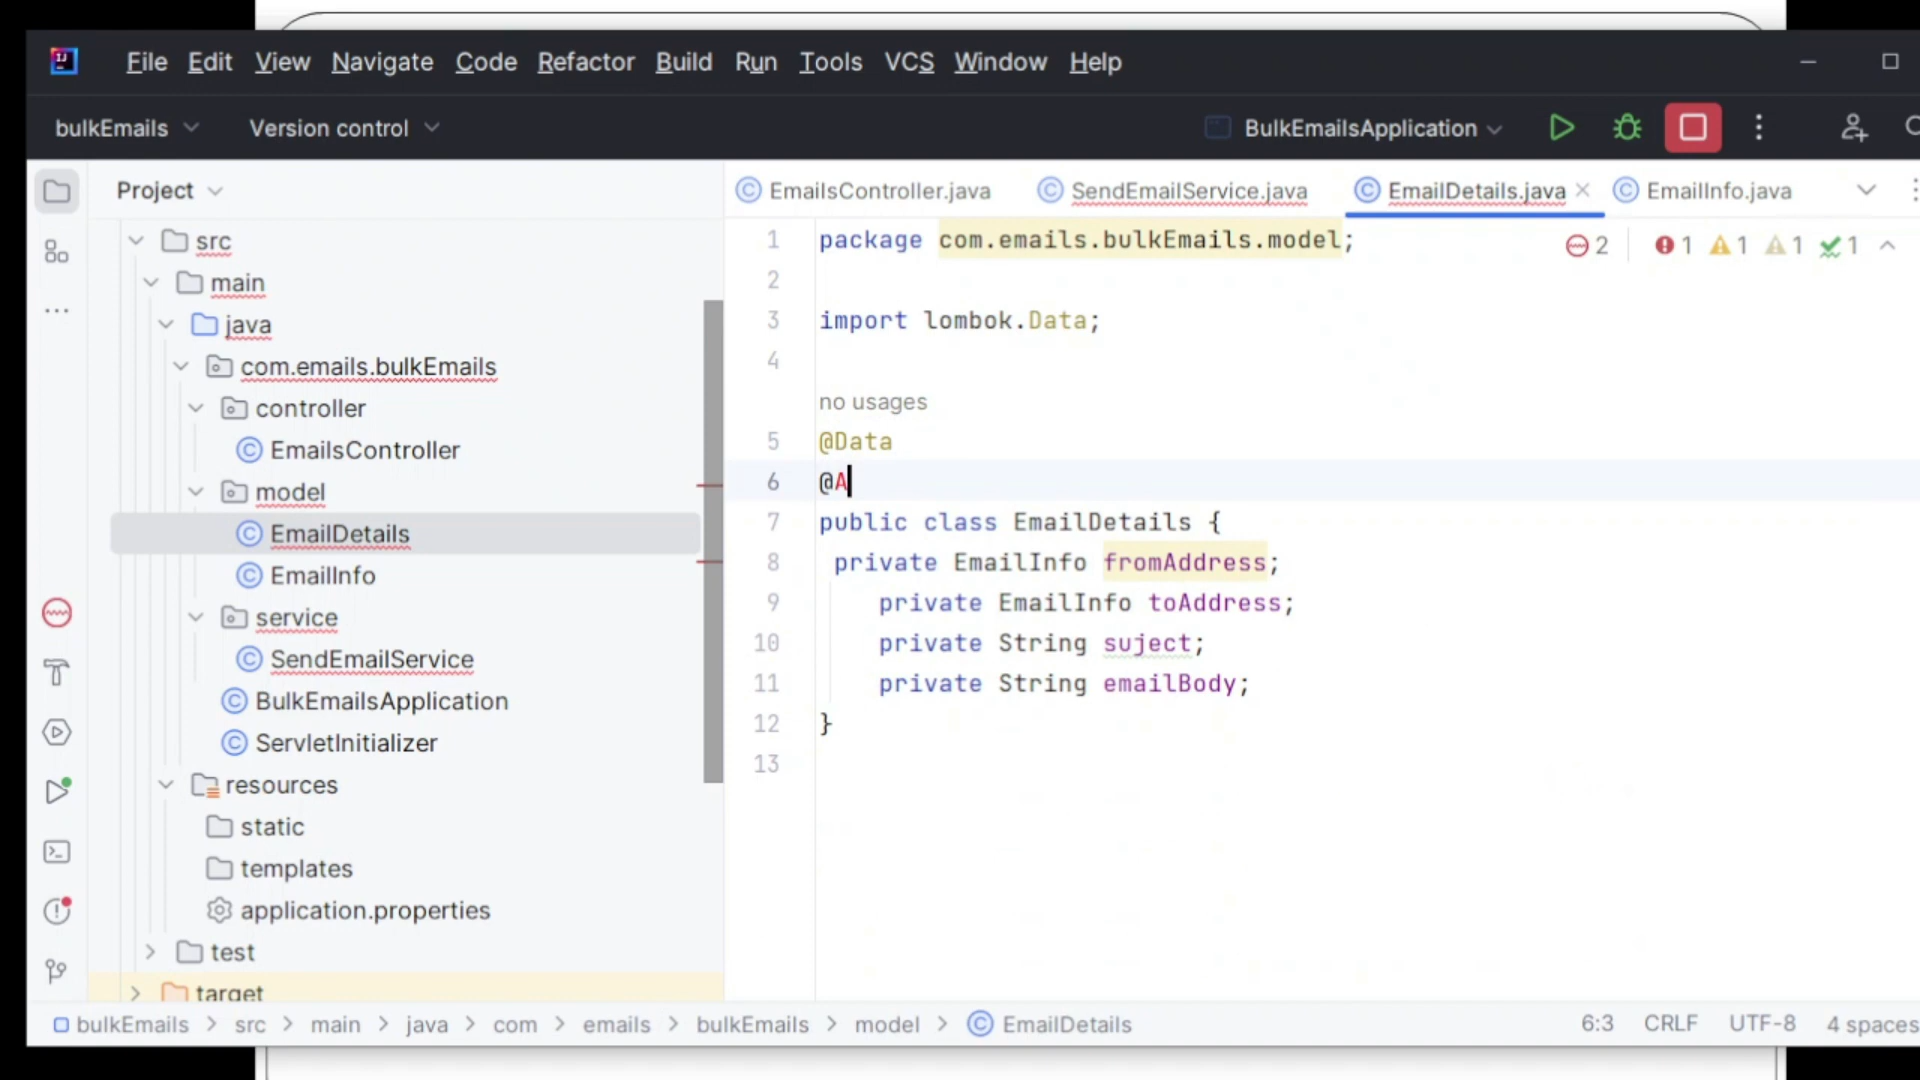 File Edit View Navigate Code Refactor Build Run Tools VCS Window Help
bulkEmails Version control BulkEmailsApplication
Project
EmailsController.java SendEmailService.java EmailDetails.java EmailInfo.java
src
main
java
com.emails.bulkEmails
controller
EmailsController
model
EmailDetails
EmailInfo
service
SendEmailService
BulkEmailsApplication
ServletInitializer
resources
static
templates
application.properties
test
target
1 package com.emails.bulkEmails.model;
2 1 1 1 1
2
3 import lombok.Data;
4
no usages
5 @Data
6 @A
7 public class EmailDetails {
8 private EmailInfo fromAddress;
9 private EmailInfo toAddress;
10 private String suject;
11 private String emailBody;
12 }
13
bulkEmails > src > main > java > com > emails > bulkEmails > model > EmailDetails
6:3 CRLF UTF-8 4 spaces